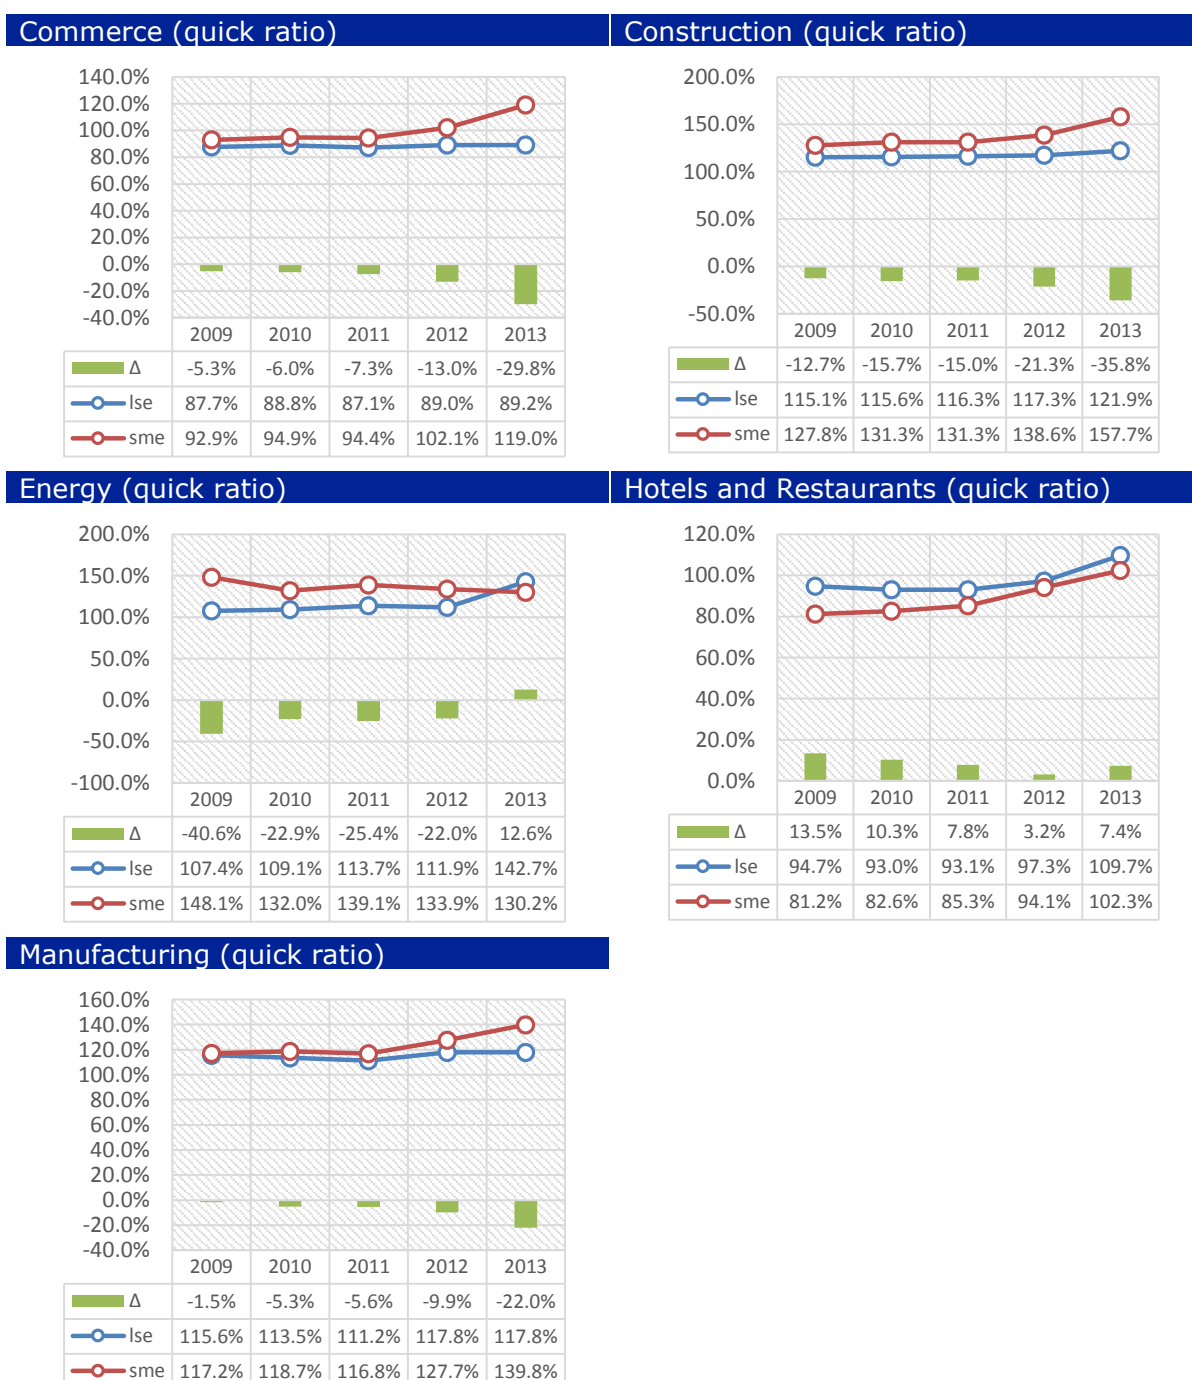 Commerce (quick ratio)
140.0%
120.0%
100.0%
80.0%
60.0%
40.0%
20.0%
0.0%
-20.0%
-40.0%
2009 2010 2011 2012 2013
Δ -5.3% -6.0% -7.3% -13.0% -29.8%
lse 87.7% 88.8% 87.1% 89.0% 89.2%
sme 92.9% 94.9% 94.4% 102.1% 119.0%
Construction (quick ratio)
200.0%
150.0%
100.0%
50.0%
0.0%
-50.0%
2009 2010 2011 2012 2013
Δ -12.7% -15.7% -15.0% -21.3% -35.8%
lse 115.1% 115.6% 116.3% 117.3% 121.9%
sme 127.8% 131.3% 131.3% 138.6% 157.7%
Energy (quick ratio)
200.0%
150.0%
100.0%
50.0%
0.0%
-50.0%
-100.0%
2009 2010 2011 2012 2013
Δ -40.6% -22.9% -25.4% -22.0% 12.6%
lse 107.4% 109.1% 113.7% 111.9% 142.7%
sme 148.1% 132.0% 139.1% 133.9% 130.2%
Hotels and Restaurants (quick ratio)
120.0%
100.0%
80.0%
60.0%
40.0%
20.0%
0.0%
2009 2010 2011 2012 2013
Δ 13.5% 10.3% 7.8% 3.2% 7.4%
lse 94.7% 93.0% 93.1% 97.3% 109.7%
sme 81.2% 82.6% 85.3% 94.1% 102.3%
Manufacturing (quick ratio)
160.0%
140.0%
120.0%
100.0%
80.0%
60.0%
40.0%
20.0%
0.0%
-20.0%
-40.0%
2009 2010 2011 2012 2013
Δ -1.5% -5.3% -5.6% -9.9% -22.0%
lse 115.6% 113.5% 111.2% 117.8% 117.8%
sme 117.2% 118.7% 116.8% 127.7% 139.8%